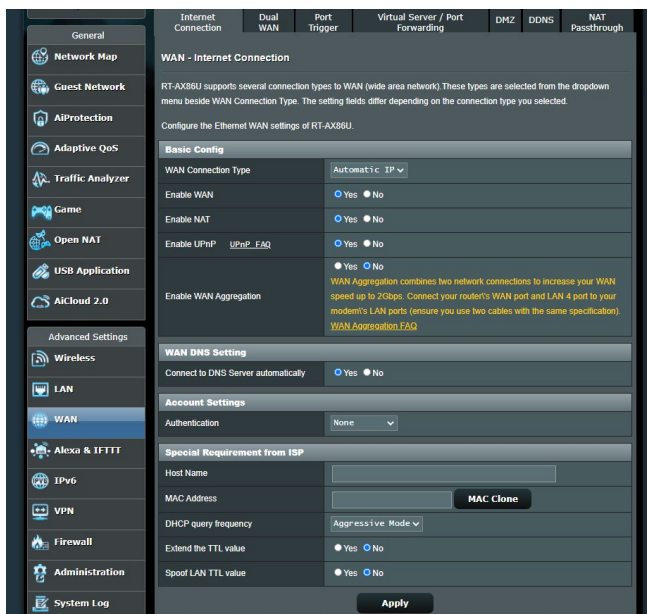 Internet Connection
Dual WAN
Port Trigger
Virtual Server / Port Forwarding
DMZ
DDNS
NAT Passthrough
General
Network Map
Guest Network
AiProtection
Adaptive QoS
Traffic Analyzer
Game
Open NAT
USB Application
AiCloud 2.0
Advanced Settings
Wireless
LAN
WAN
Alexa & IFTTT
IPv6
VPN
Firewall
Administration
System Log
WAN - Internet Connection
RT-AX86U supports several connection types to WAN (wide area network).These types are selected from the dropdown
menu beside WAN Connection Type. The setting fields differ depending on the connection type you selected.
Configure the Ethernet WAN settings of RT-AX86U.
Basic Config
WAN Connection Type Automatic IP
Enable WAN Yes No
Enable NAT Yes No
Enable UPnP UPnP FAQ Yes No
Enable WAN Aggregation Yes No
WAN Aggregation combines two network connections to increase your WAN
speed up to 2Gbps. Connect your router\'s WAN port and LAN 4 port to your
modem\'s LAN ports (ensure you use two cables with the same specification).
WAN Aggregation FAQ
WAN DNS Setting
Connect to DNS Server automatically Yes No
Account Settings
Authentication None
Special Requirement from ISP
Host Name
MAC Address MAC Clone
DHCP query frequency Aggressive Mode
Extend the TTL value Yes No
Spoof LAN TTL value Yes No
Apply